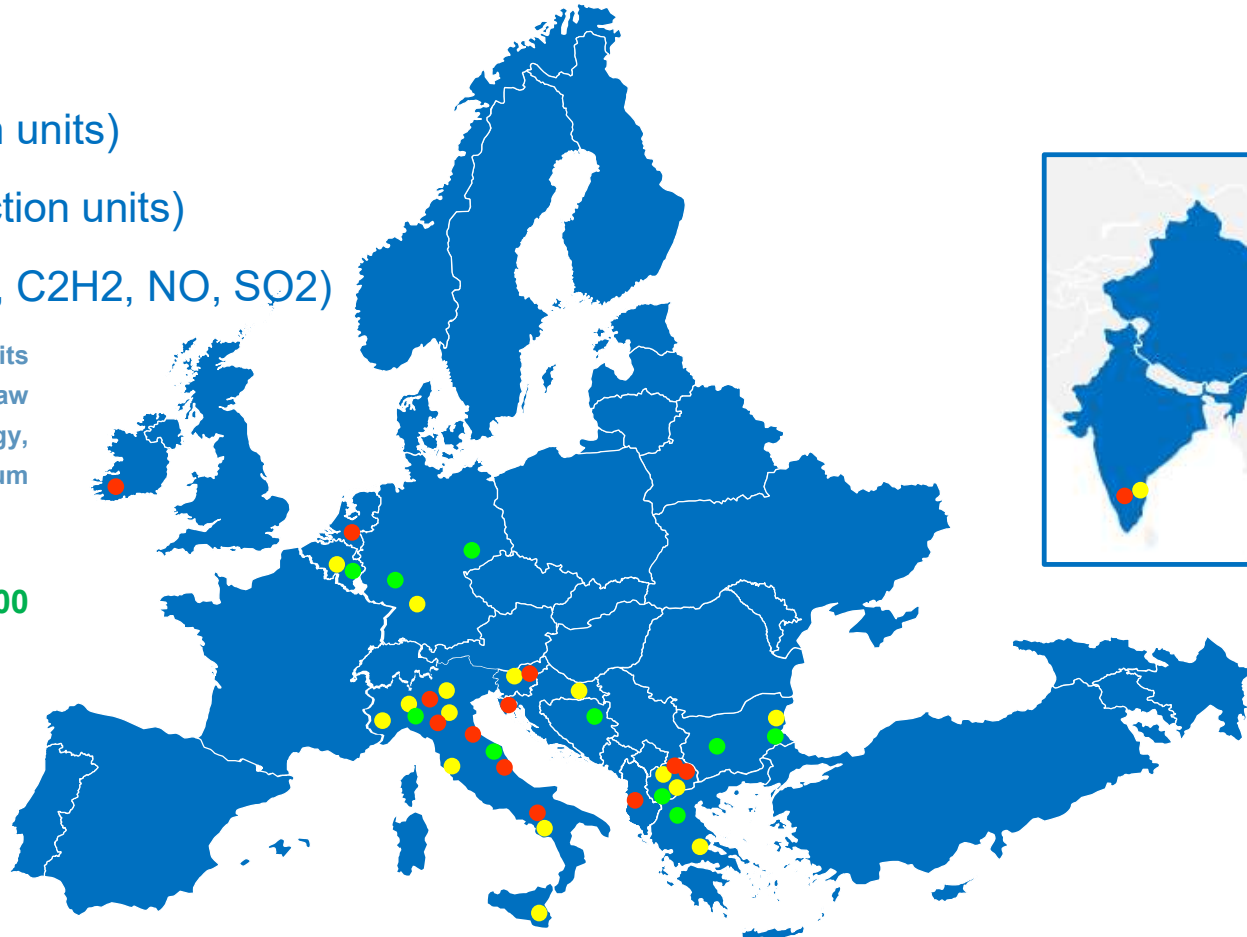 n units)
ction units)
, C2H2, NO, SO2)
its
aw
gy,
um
00